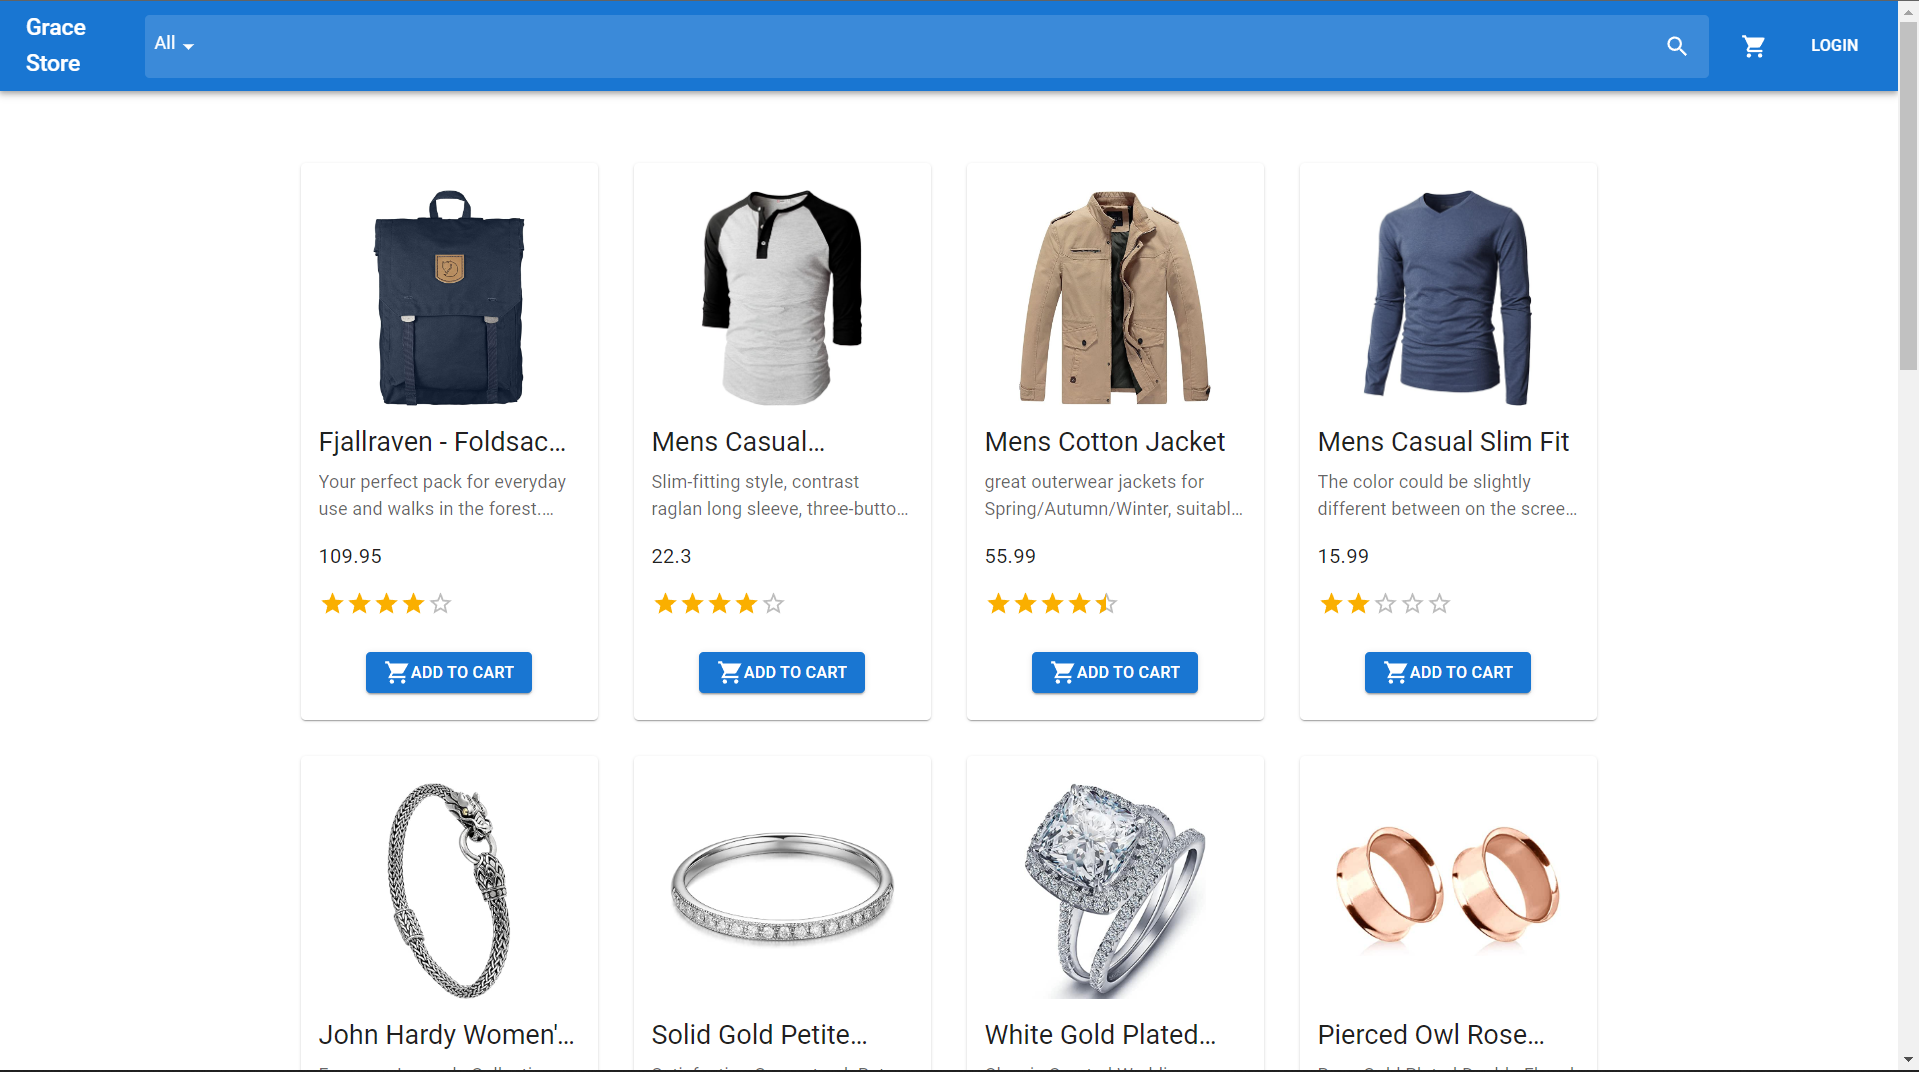 Grace
Store
All
LOGIN
Fjallraven - Foldsac...
Your perfect pack for everyday
use and walks in the forest....
109.95
ADD TO CART
Mens Casual...
Slim-fitting style, contrast
raglan long sleeve, three-butto...
22.3
ADD TO CART
Mens Cotton Jacket
great outerwear jackets for
Spring/Autumn/Winter, suitabl...
55.99
ADD TO CART
Mens Casual Slim Fit
The color could be slightly
different between on the scree...
15.99
ADD TO CART
John Hardy Women'...
Solid Gold Petite...
White Gold Plated...
Pierced Owl Rose...